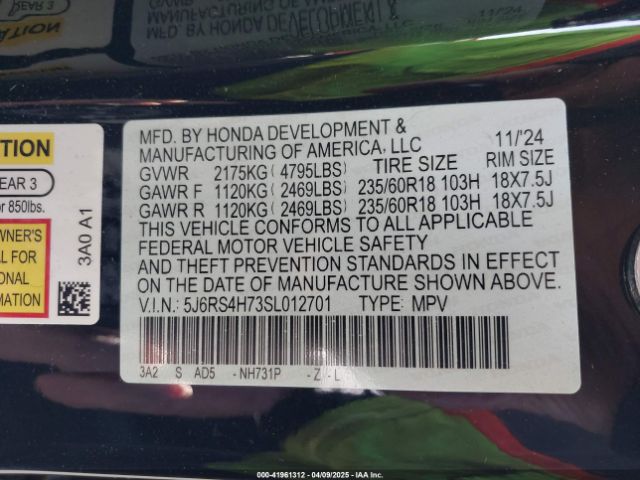 REAR 3
MFD. BY HONDA DEVELOPMENT &
MANUFACTURING OF AMERICA, LLC 11/'24
GVWR 2175KG( 4795LBS) TIRE SIZE RIM SIZE
GAWR F 1120KG( 2469LBS) 235/60R18 103H 18X7.5J
GAWR R 1120KG( 2469LBS) 235/60R18 103H 18X7.5J
THIS VEHICLE CONFORMS TO ALL APPLICABLE
FEDERAL MOTOR VEHICLE SAFETY
AND THEFT PREVENTION STANDARDS IN EFFECT
ON THE DATE OF MANUFACTURE SHOWN ABOVE.
V.I.N.: 5J6RS4H73SL012701 TYPE: MPV
3A2 S AD5 - NH731P - Z - L
EAR 3
r 850lbs.
3A0 A1
000-41961312 - 04/09/2025 - IAA Inc.